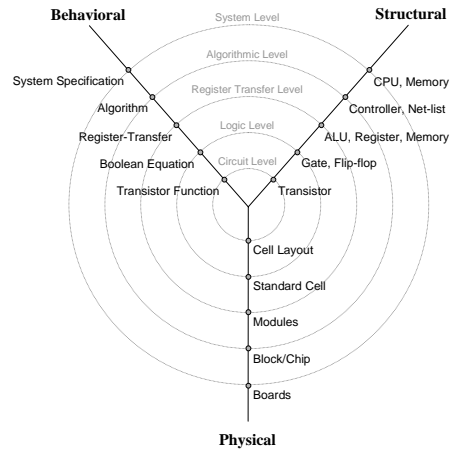 Behavioral
System Level
Structural
Algorithmic Level
System Specification
CPU, Memory
Register Transfer Level
Algorithm
Controller, Net-list
Logic Level
Register-Transfer
ALU, Register, Memory
Circuit Level
Boolean Equation
Gate, Flip-flop
Transistor Function
Transistor
Cell Layout
Standard Cell
Modules
Block/Chip
Boards
Physical